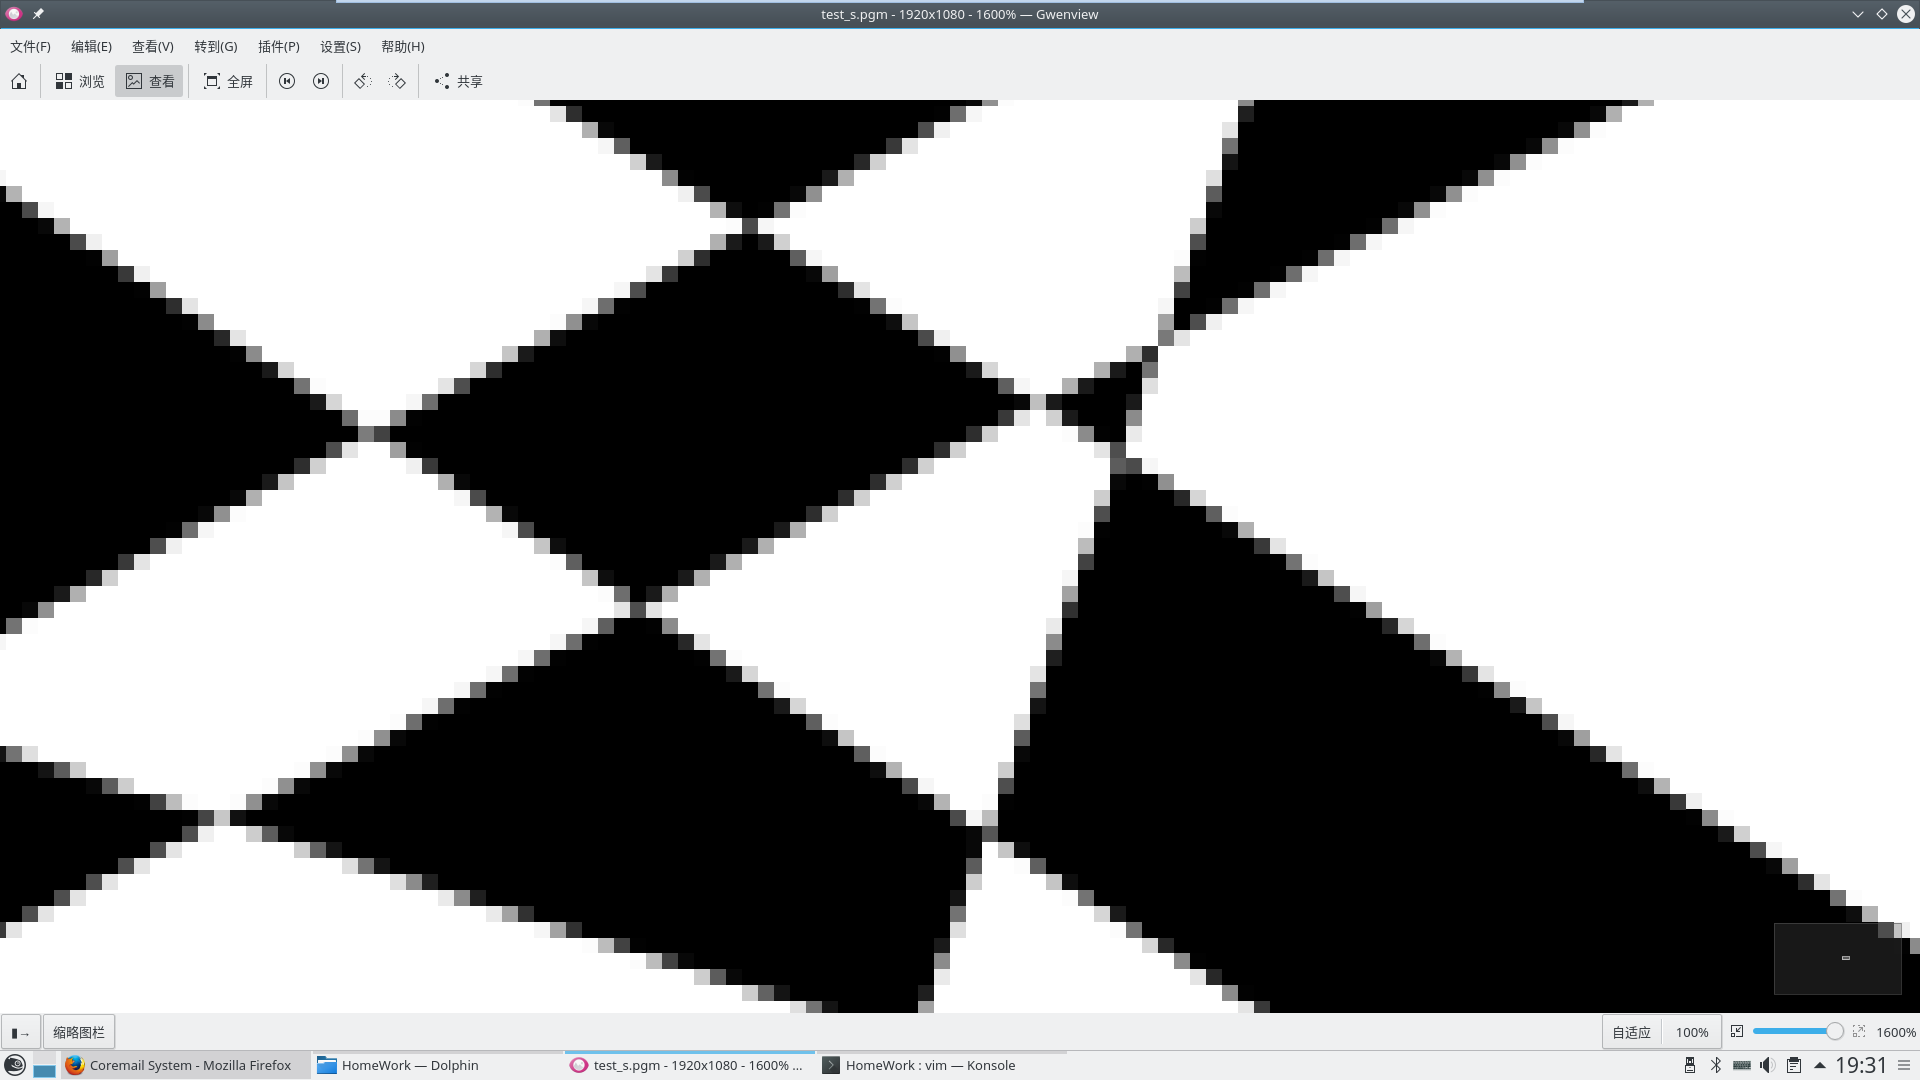 test_s.pgm - 1920x1080 - 1600% — Gwenview
文件(F) 编辑(E) 查看(V) 转到(G) 插件(P) 设置(S) 帮助(H)
浏览 查看 全屏 共享
缩略图栏 自适应 100% 1600%
Coremail System - Mozilla Firefox HomeWork — Dolphin test_s.pgm - 1920x1080 - 1600% ... HomeWork : vim — Konsole 19:31